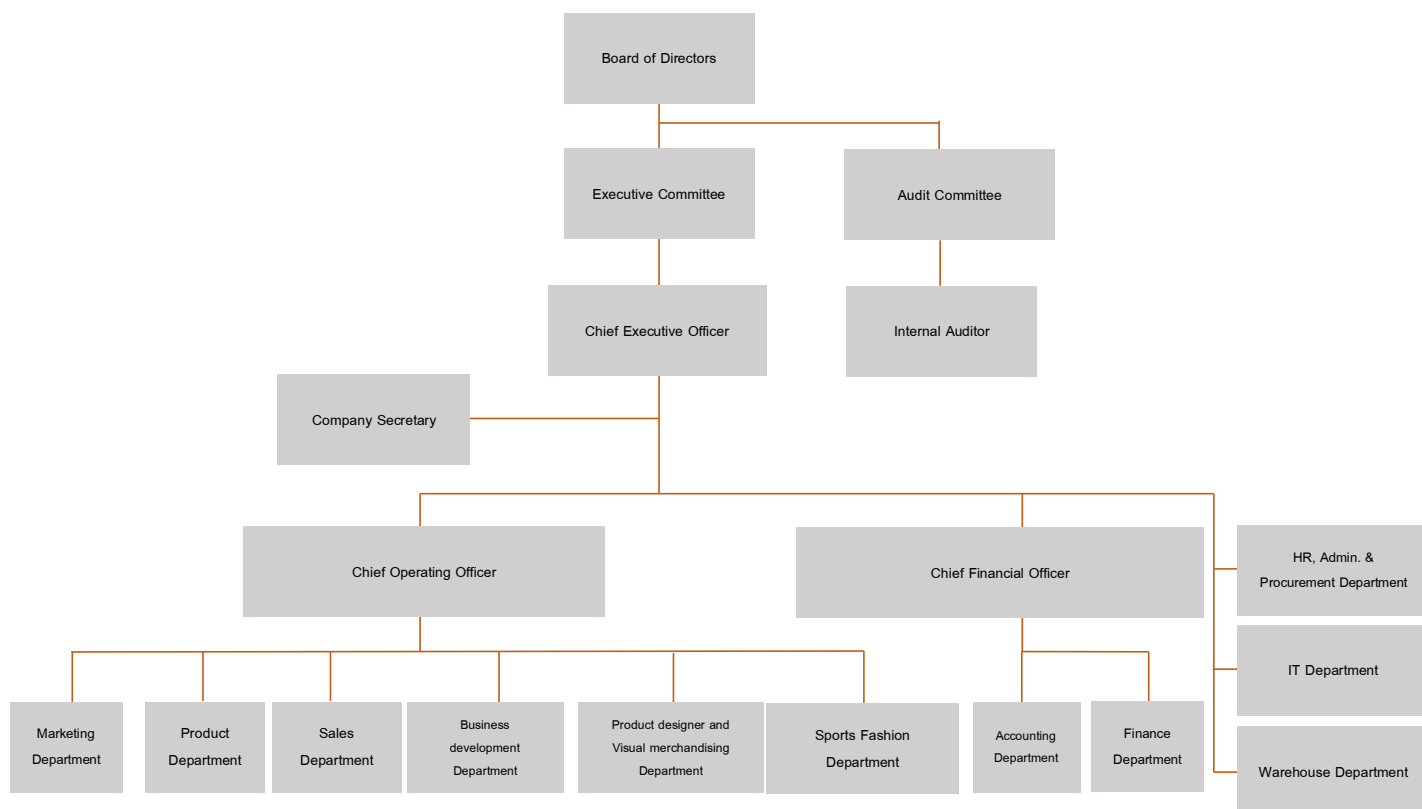 Board of Directors
Executive Committee
Audit Committee
Chief Executive Officer
Internal Auditor
Company Secretary
Chief Operating Officer
Chief Financial Officer
HR, Admin. &
Procurement Department
IT Department
Marketing
Department
Product
Department
Sales
Department
Business
development
Department
Product designer and
Visual merchandising
Department
Sports Fashion
Department
Accounting
Department
Finance
Department
Warehouse Department